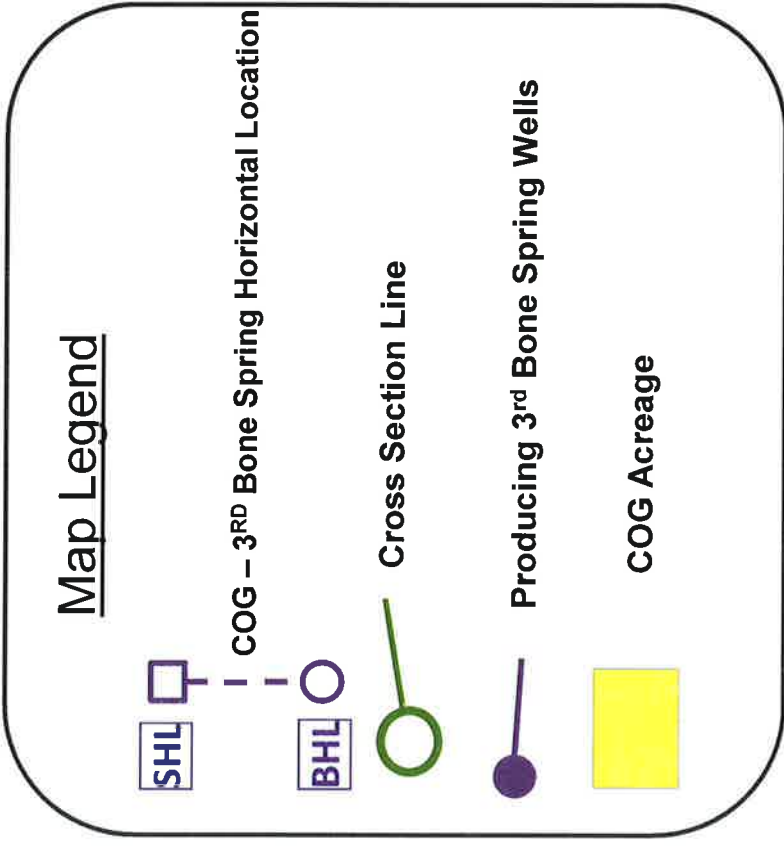 Map Legend
SHL
COG – 3RD Bone Spring Horizontal Location
BHL
Cross Section Line
Producing 3rd Bone Spring Wells
COG Acreage